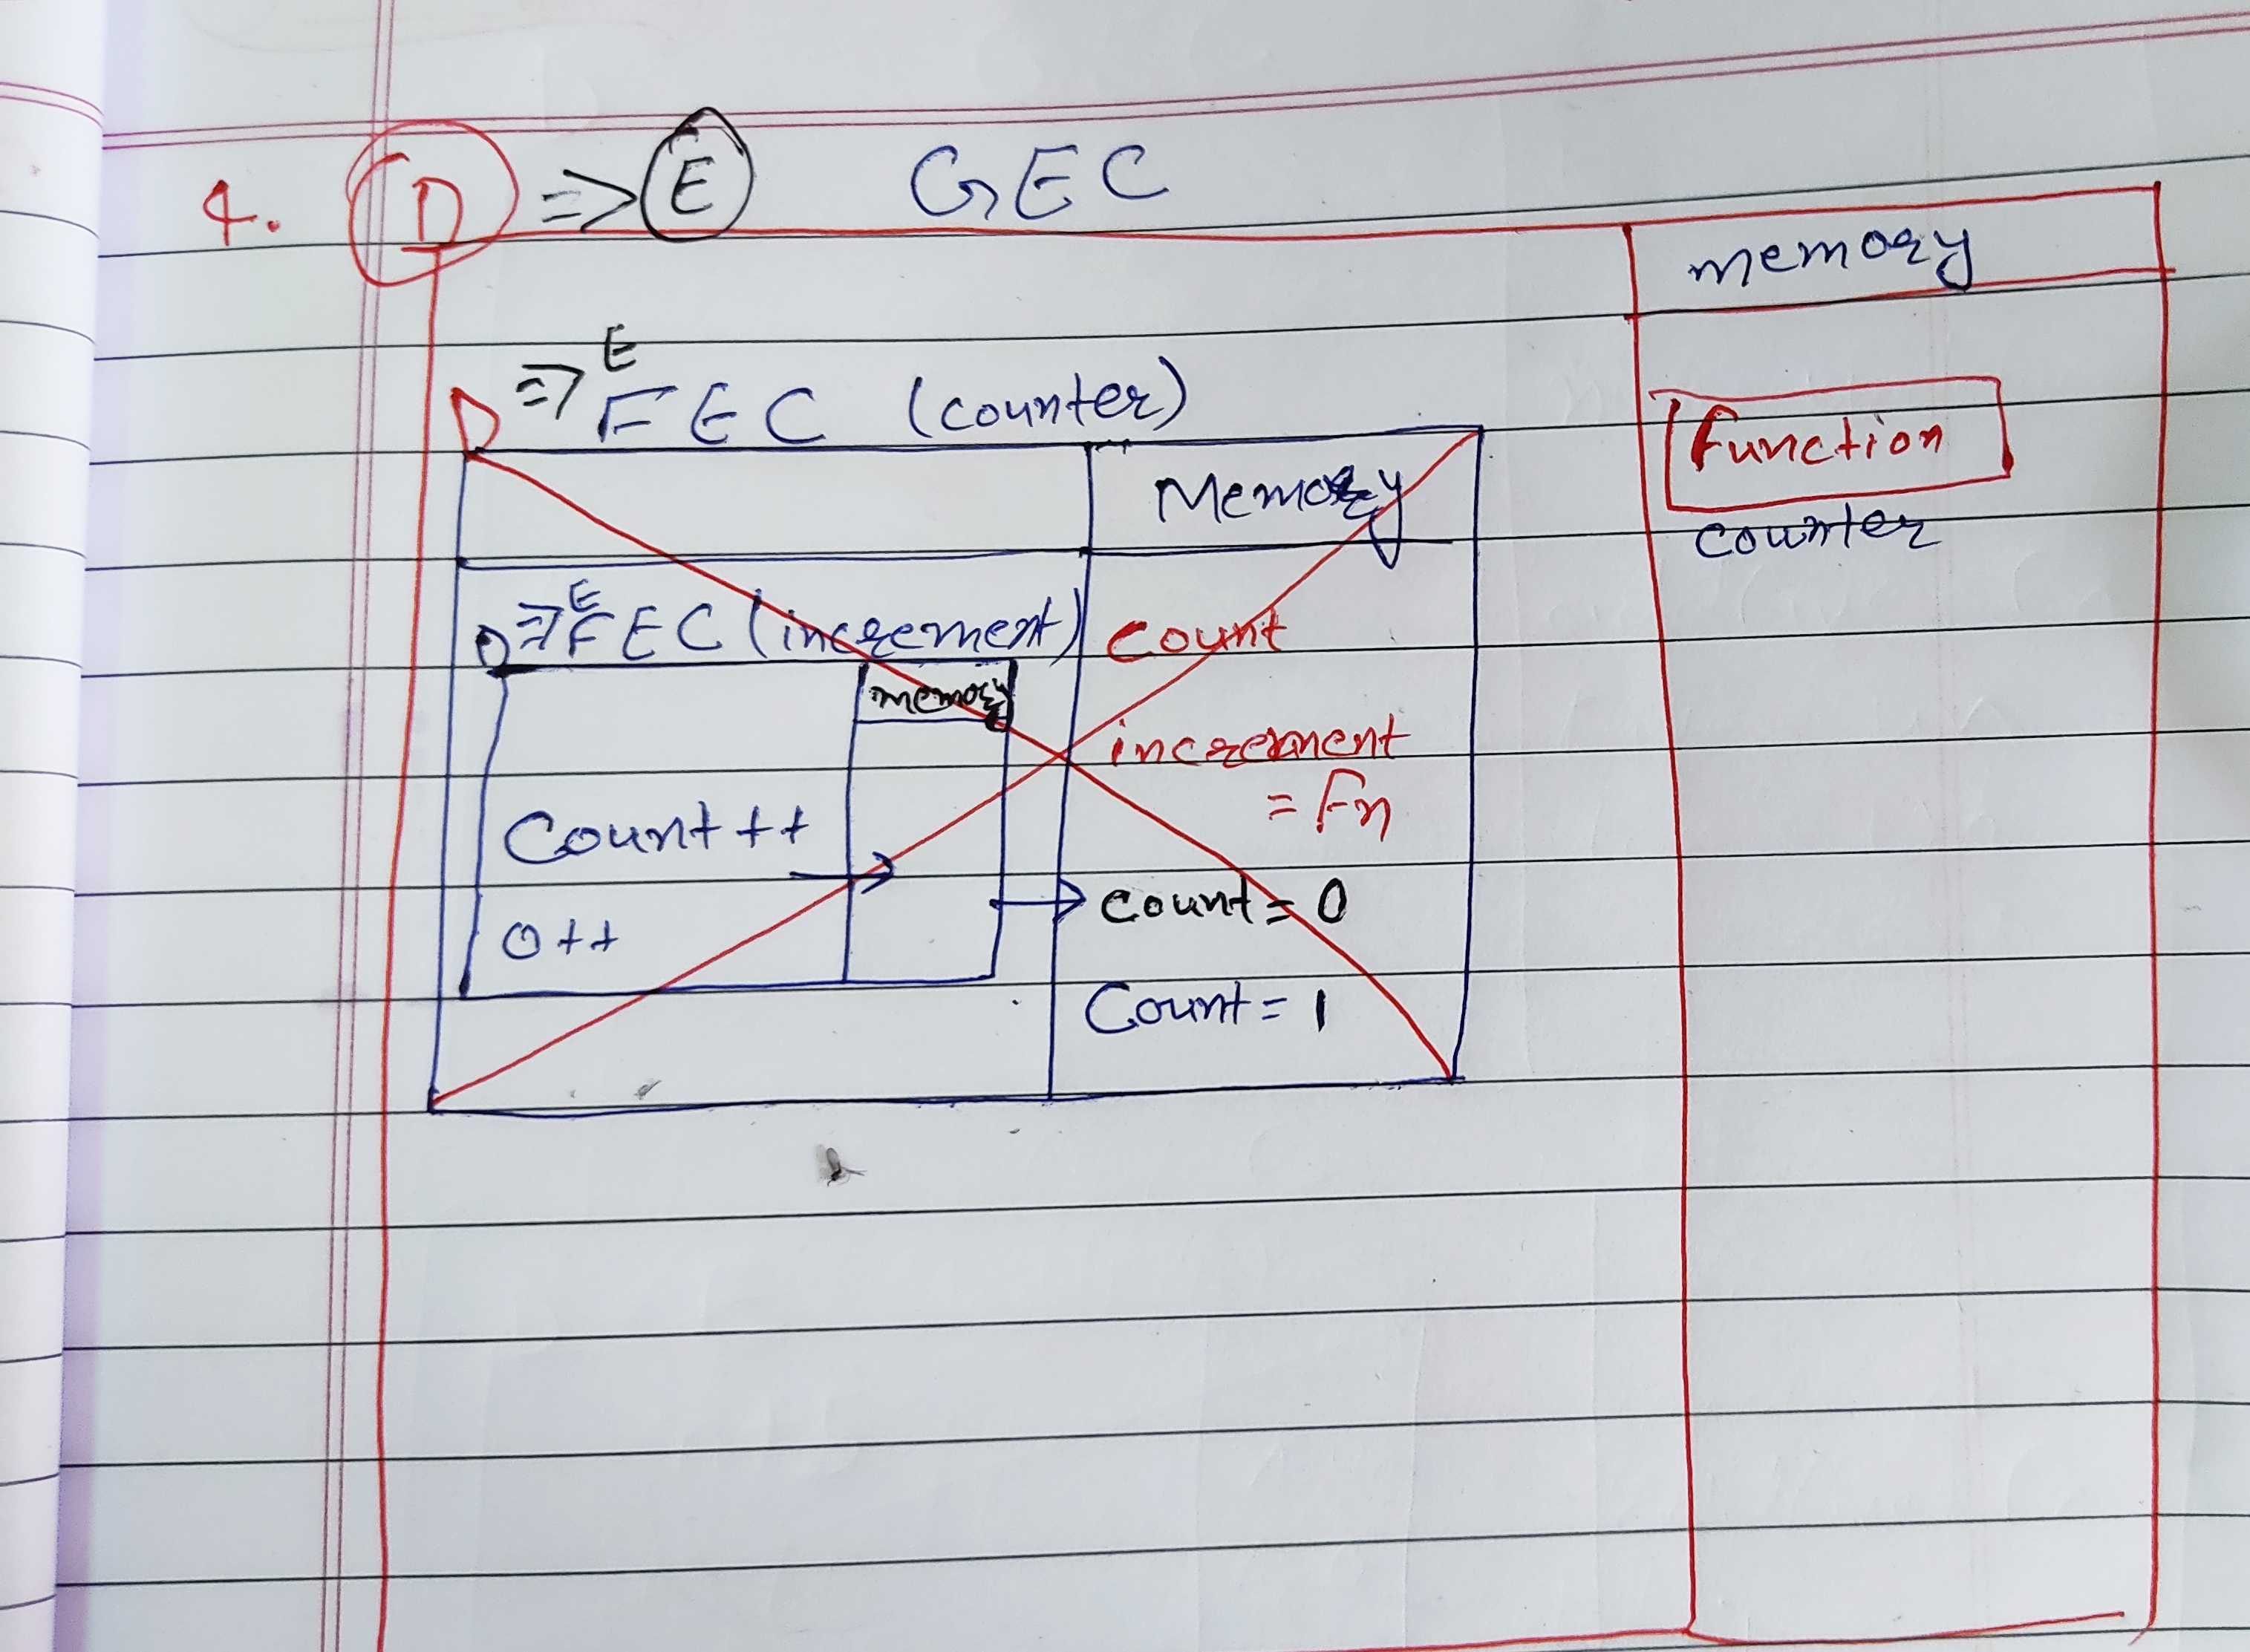 4. D => E GEC
memory
D => E FEC (counter)
Memory
function
counter
D => E FEC (increment)
memory
count
increment
= Fn
Count ++
0++
count = 0
Count = 1